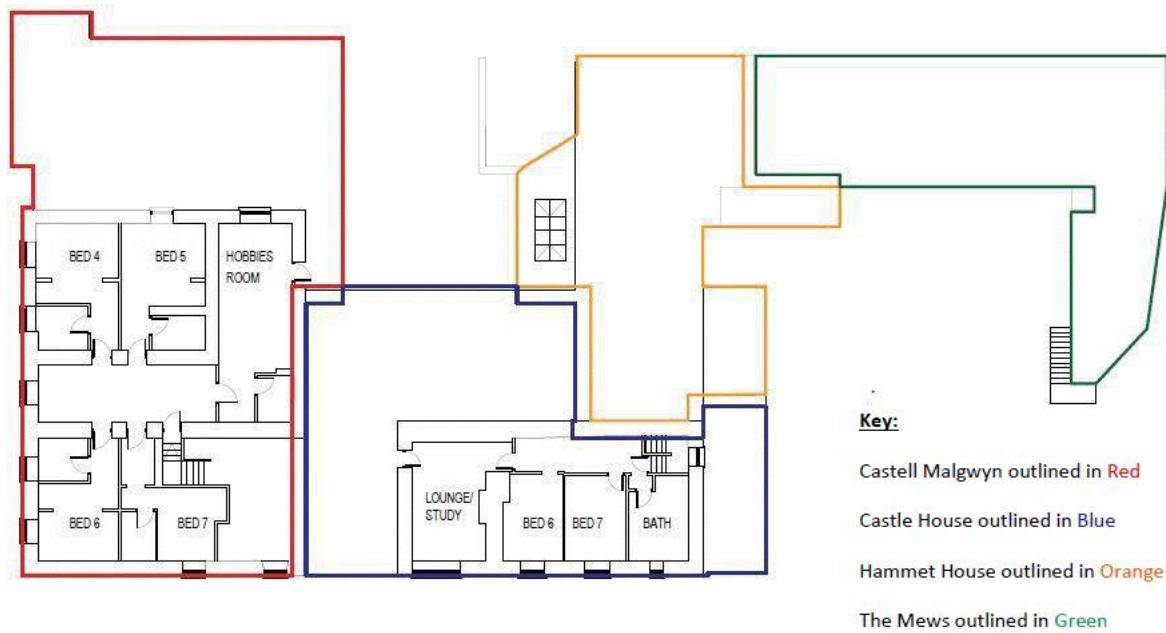 BED 4
BED 5
HOBBIES
ROOM
BED 6
BED 7
LOUNGE/
STUDY
BED 6
BED 7
BATH
Key:
Castell Malgwyn outlined in Red
Castle House outlined in Blue
Hammet House outlined in Orange
The Mews outlined in Green